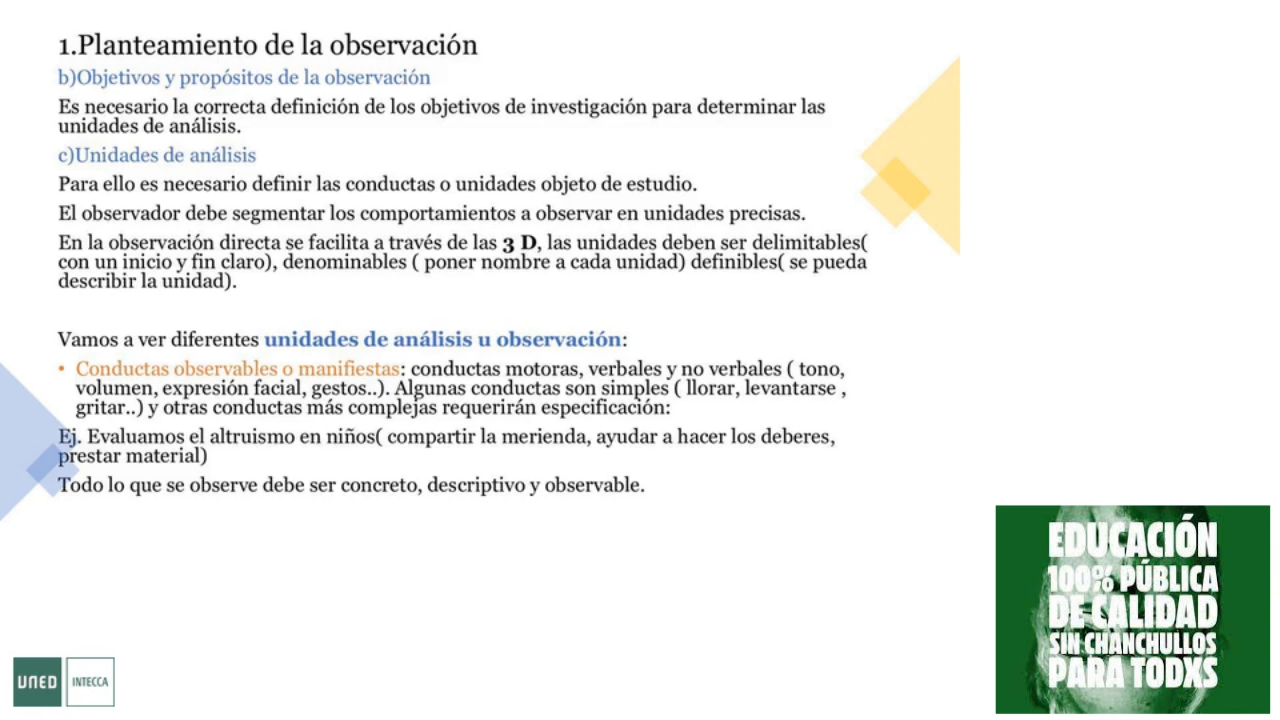 1.Planteamiento de la observación
b)Objetivos y propósitos de la observación
Es necesario la correcta definición de los objetivos de investigación para determinar las
unidades de análisis.
c)Unidades de análisis
Para ello es necesario definir las conductas o unidades objeto de estudio.
El observador debe segmentar los comportamientos a observar en unidades precisas.
En la observación directa se facilita a través de las 3 D, las unidades deben ser delimitables(
con un inicio y fin claro), denominables ( poner nombre a cada unidad) definibles( se pueda
describir la unidad).
Vamos a ver diferentes unidades de análisis u observación:
• Conductas observables o manifiestas: conductas motoras, verbales y no verbales ( tono,
volumen, expresión facial, gestos..). Algunas conductas son simples ( llorar, levantarse ,
gritar..) y otras conductas más complejas requerirán especificación:
Ej. Evaluamos el altruismo en niños( compartir la merienda, ayudar a hacer los deberes,
prestar material)
Todo lo que se observe debe ser concreto, descriptivo y observable.
EDUCACIÓN
100% PÚBLICA
DE CALIDAD
SIN CHANCHULLOS
PARA TODXS
UNED INTECCA